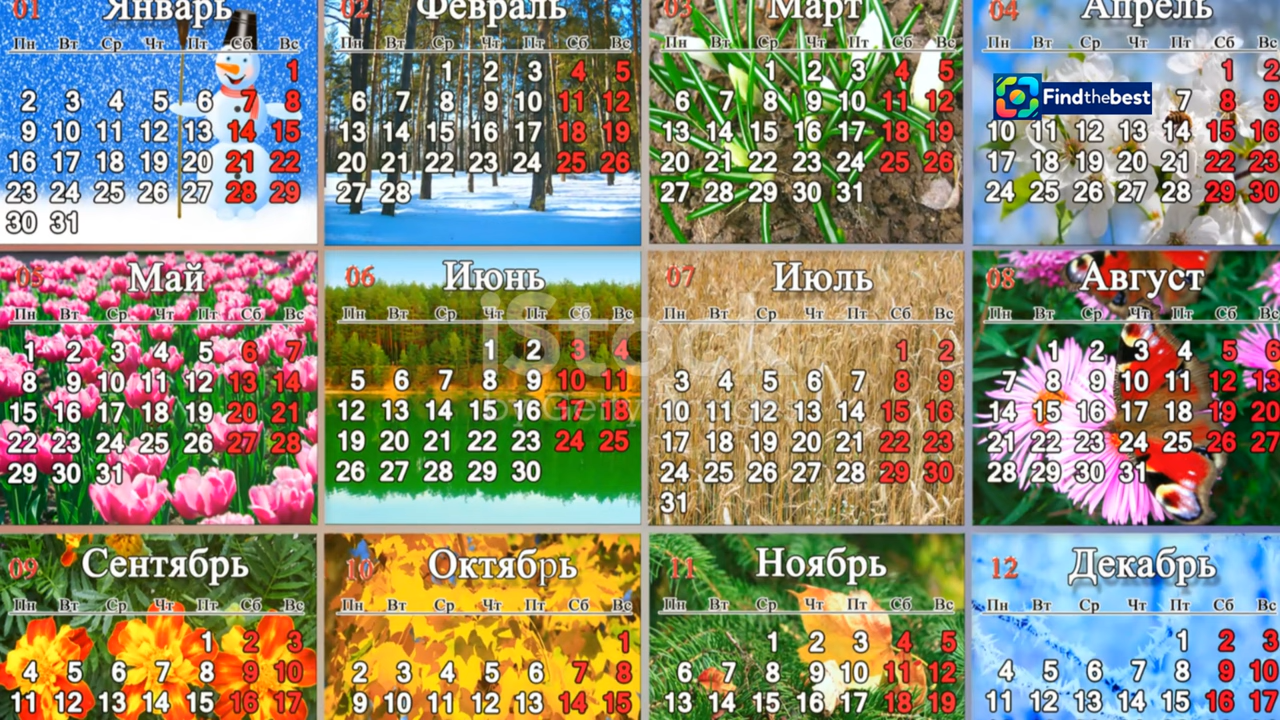 01 Январь
Пн Вт Ср Чт Пт Сб Вс
1
2 3 4 5 6 7 8
9 10 11 12 13 14 15
16 17 18 19 20 21 22
23 24 25 26 27 28 29
30 31
02 Февраль
Пн Вт Ср Чт Пт Сб Вс
1 2 3 4 5
6 7 8 9 10 11 12
13 14 15 16 17 18 19
20 21 22 23 24 25 26
27 28
03 Март
Пн Вт Ср Чт Пт Сб Вс
1 2 3 4 5
6 7 8 9 10 11 12
13 14 15 16 17 18 19
20 21 22 23 24 25 26
27 28 29 30 31
04 Апрель
Пн Вт Ср Чт Пт Сб Вс
1 2
Findthebest
7 8 9
10 11 12 13 14 15 16
17 18 19 20 21 22 23
24 25 26 27 28 29 30
05 Май
Пн Вт Ср Чт Пт Сб Вс
1 2 3 4 5 6 7
8 9 10 11 12 13 14
15 16 17 18 19 20 21
22 23 24 25 26 27 28
29 30 31
06 Июнь
Пн Вт Ср Чт Пт Сб Вс
1 2 3 4
5 6 7 8 9 10 11
12 13 14 15 16 17 18
19 20 21 22 23 24 25
26 27 28 29 30
iStock
by Getty
07 Июль
Пн Вт Ср Чт Пт Сб Вс
1 2
3 4 5 6 7 8 9
10 11 12 13 14 15 16
17 18 19 20 21 22 23
24 25 26 27 28 29 30
31
08 Август
Пн Вт Ср Чт Пт Сб Вс
1 2 3 4 5 6
7 8 9 10 11 12 13
14 15 16 17 18 19 20
21 22 23 24 25 26 27
28 29 30 31
09 Сентябрь
Пн Вт Ср Чт Пт Сб Вс
1 2 3
4 5 6 7 8 9 10
11 12 13 14 15 16 17
10 Октябрь
Пн Вт Ср Чт Пт Сб Вс
1
2 3 4 5 6 7 8
9 10 11 12 13 14 15
11 Ноябрь
Пн Вт Ср Чт Пт Сб Вс
1 2 3 4 5
6 7 8 9 10 11 12
13 14 15 16 17 18 19
12 Декабрь
Пн Вт Ср Чт Пт Сб Вс
1 2 3
4 5 6 7 8 9 10
11 12 13 14 15 16 17